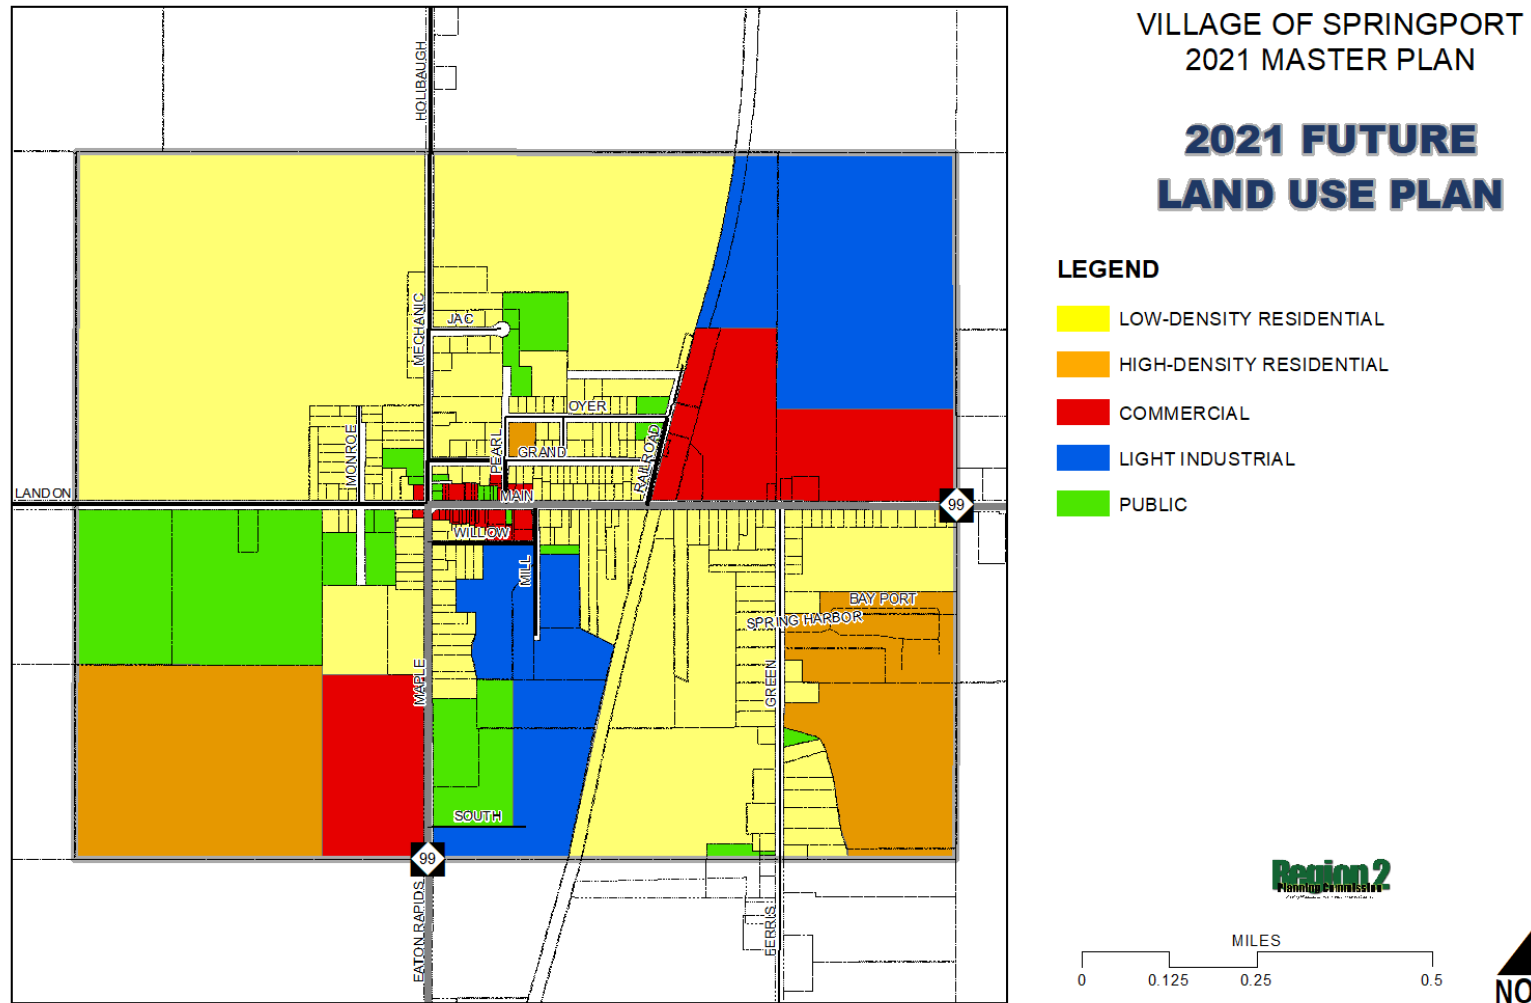 VILLAGE OF SPRINGPORT
2021 MASTER PLAN
2021 FUTURE
LAND USE PLAN
LEGEND
LOW-DENSITY RESIDENTIAL
HIGH-DENSITY RESIDENTIAL
COMMERCIAL
LIGHT INDUSTRIAL
PUBLIC
HOLIBAUGH
MECHANIC
JAC
OYER
MONROE
PEARL
GRAND
RAILROAD
LANDON
MAIN
99
WILLOW
MILL
BAY PORT
SPRING HARBOR
MAPLE
GREEN
SOUTH
99
EATON RAPIDS
FERRIS
Region 2
Planning Commission
MILES
0 0.125 0.25 0.5
NO